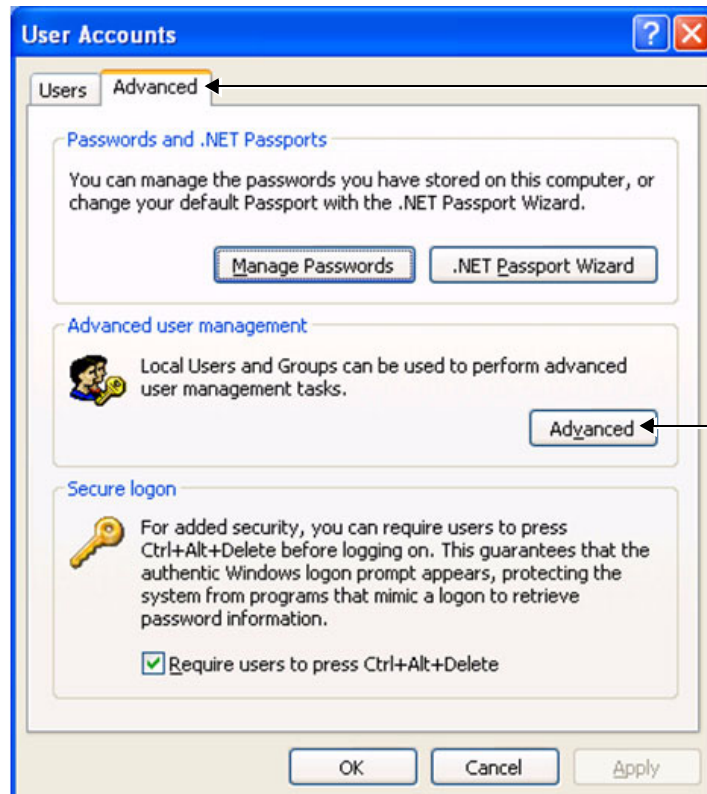 User Accounts
Users Advanced
Passwords and .NET Passports
You can manage the passwords you have stored on this computer, or
change your default Passport with the .NET Passport Wizard.
Manage Passwords .NET Passport Wizard
Advanced user management
Local Users and Groups can be used to perform advanced
user management tasks.
Advanced
Secure logon
For added security, you can require users to press
Ctrl+Alt+Delete before logging on. This guarantees that the
authentic Windows logon prompt appears, protecting the
system from programs that mimic a logon to retrieve
password information.
Require users to press Ctrl+Alt+Delete
OK Cancel Apply